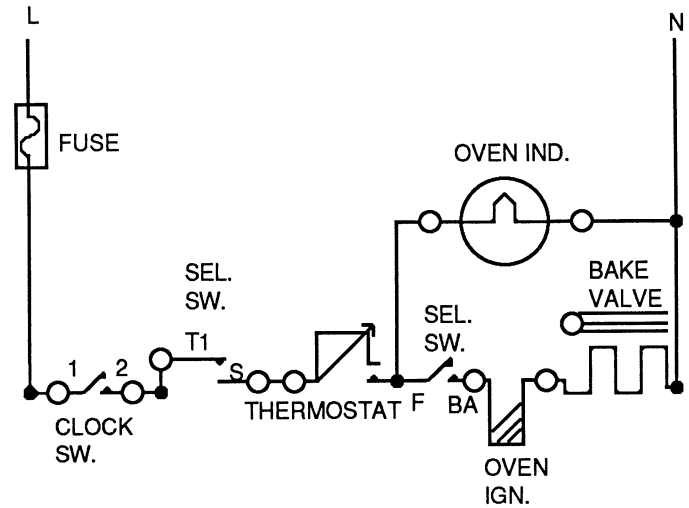 L
N
FUSE
OVEN IND.
SEL.
SW.
BAKE
VALVE
SEL.
SW.
T1
1
2
S
THERMOSTAT
F
BA
CLOCK
SW.
OVEN
IGN.